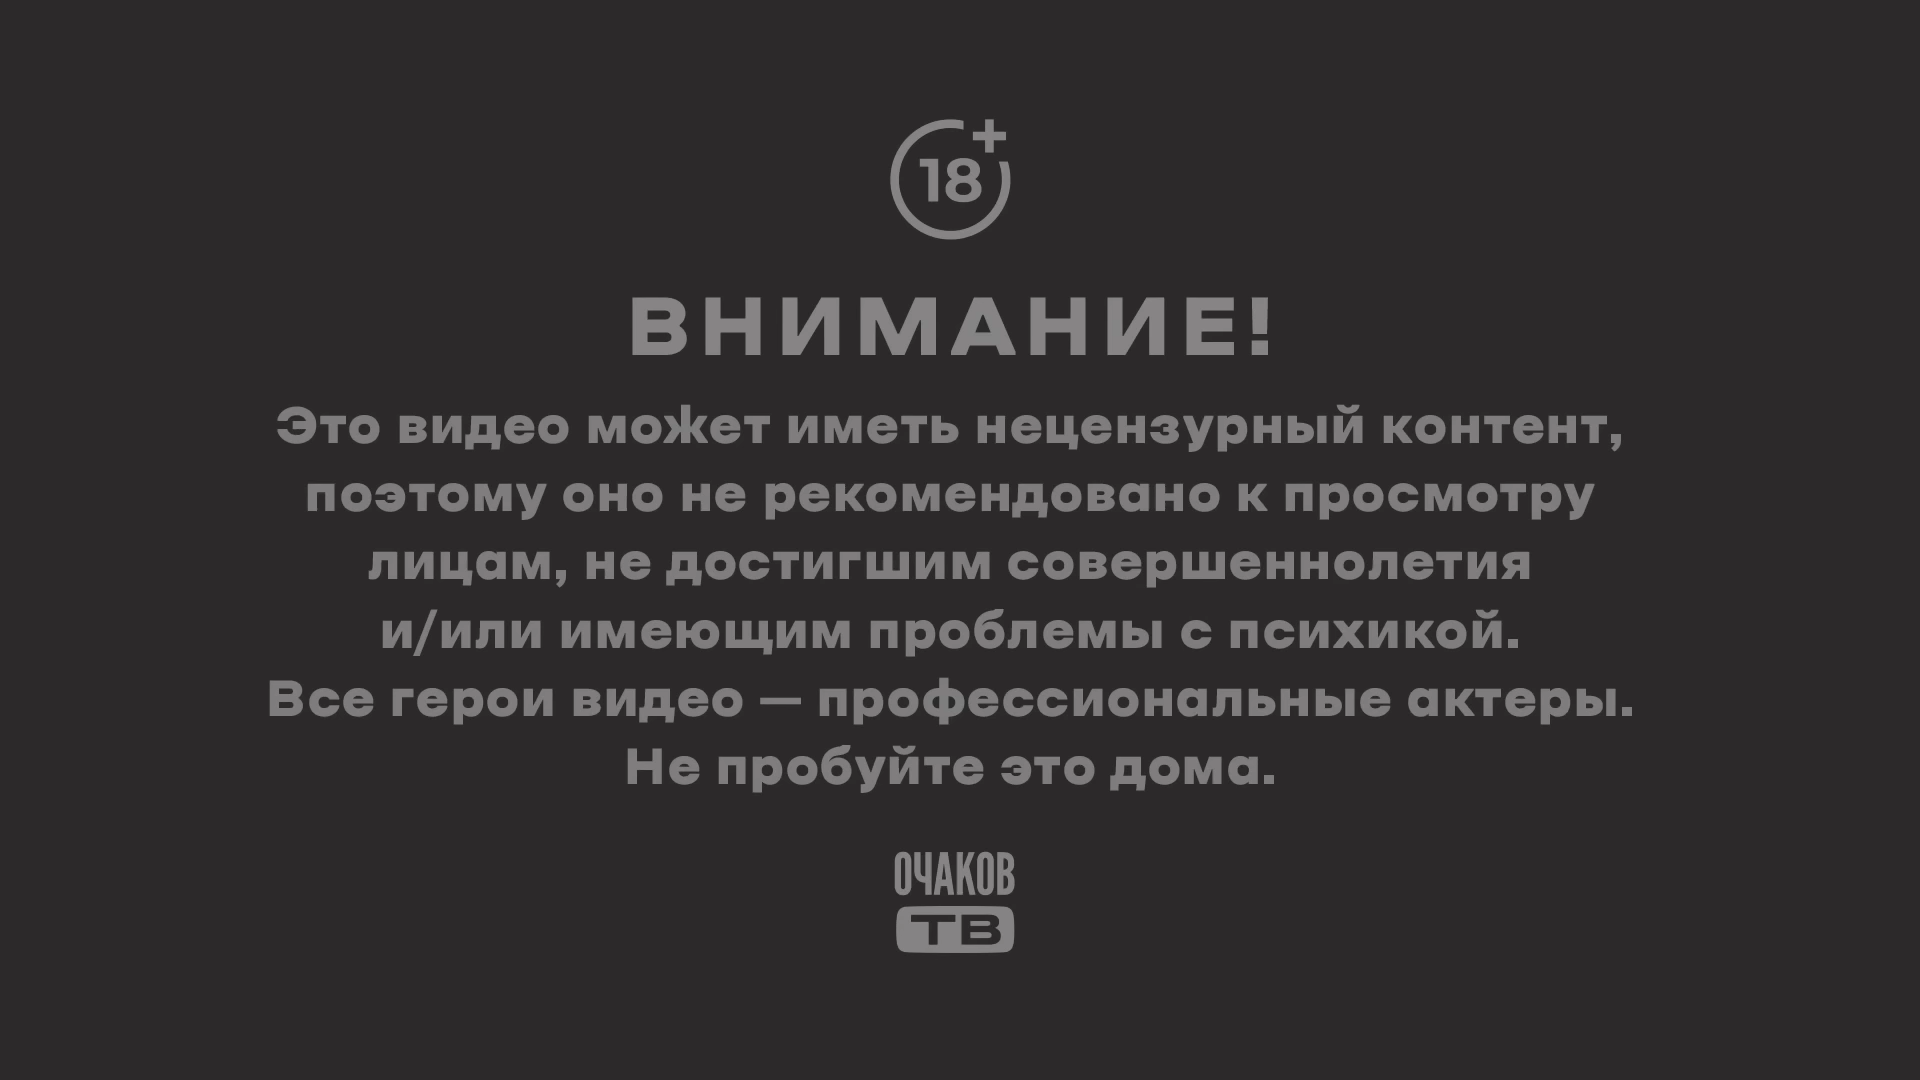 18+
ВНИМАНИЕ!
Это видео может иметь нецензурный контент,
поэтому оно не рекомендовано к просмотру
лицам, не достигшим совершеннолетия
и/или имеющим проблемы с психикой.
Все герои видео — профессиональные актеры.
Не пробуйте это дома.
ОЧАКОВ
ТВ